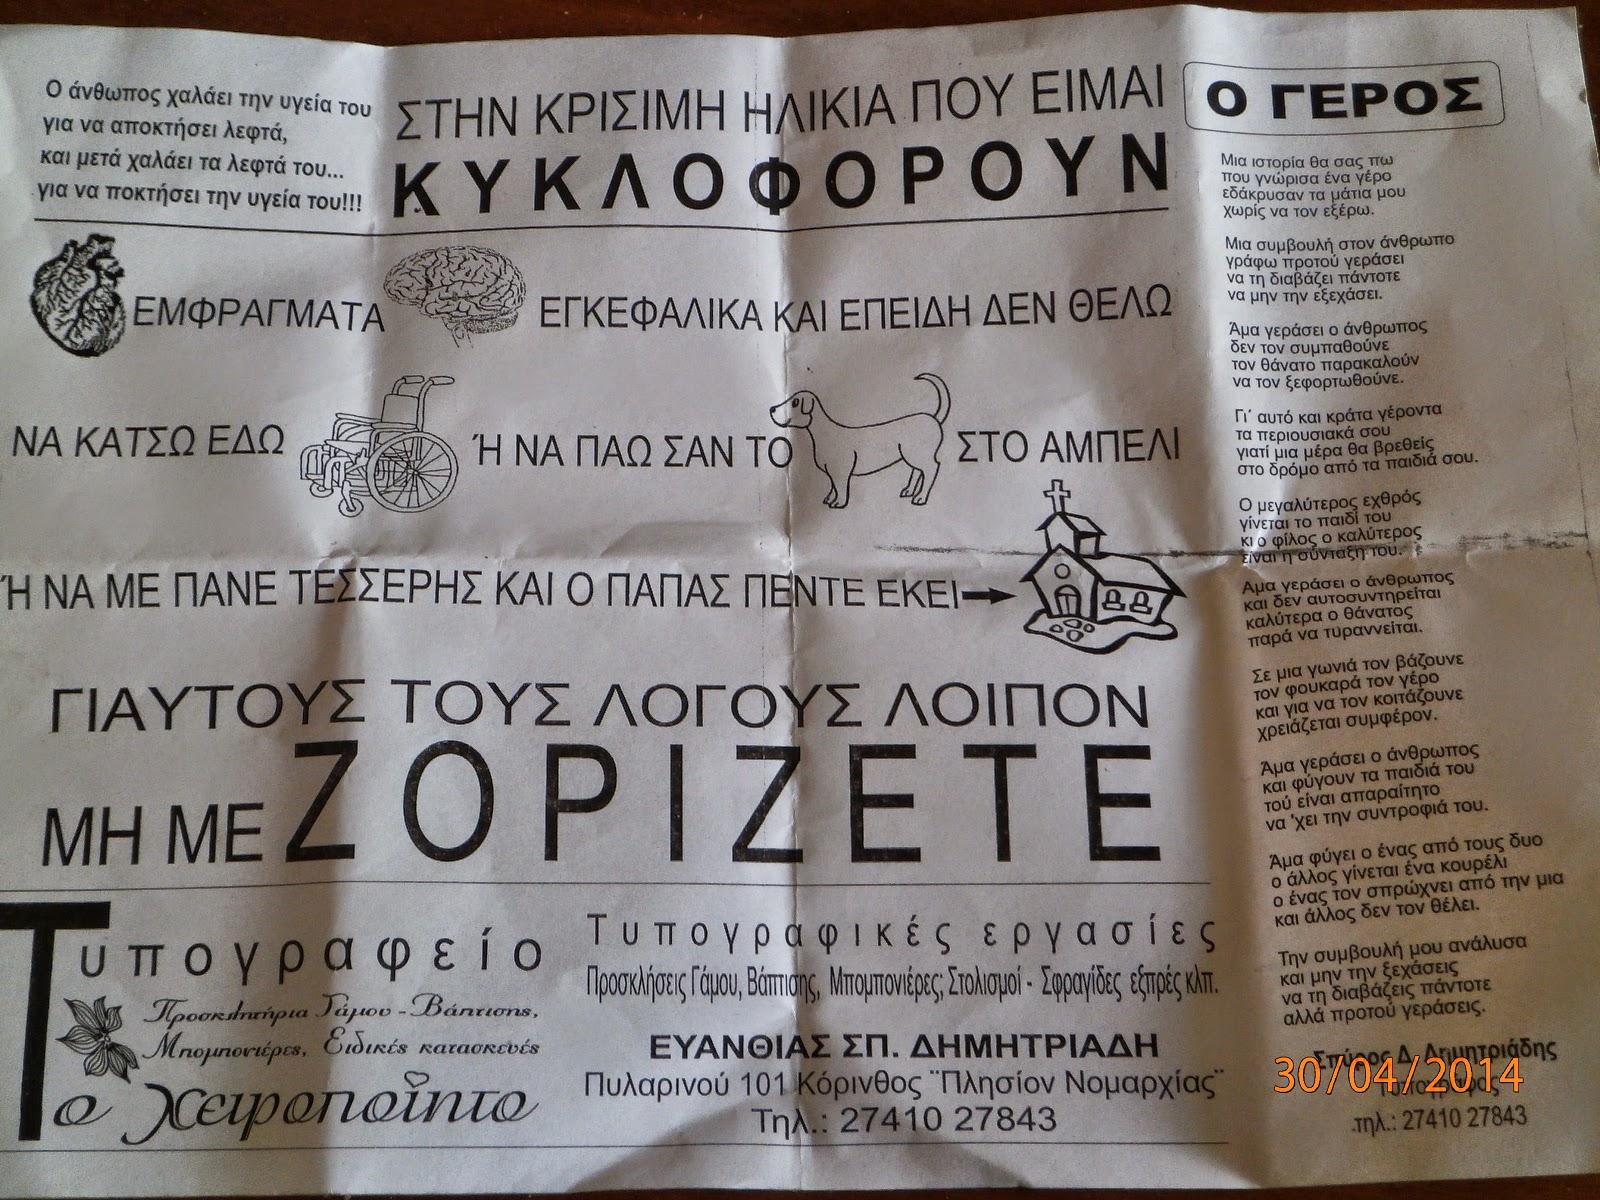 Ο άνθωπος χαλάει την υγεία του
για να αποκτήσει λεφτά,
και μετά χαλάει τα λεφτά του...
για να ποκτήσει την υγεία του!!!
ΣΤΗΝ ΚΡΙΣΙΜΗ ΗΛΙΚΙΑ ΠΟΥ ΕΙΜΑΙ
ΚΥΚΛΟΦΟΡΟΥΝ
ΕΜΦΡΑΓΜΑΤΑ ΕΓΚΕΦΑΛΙΚΑ ΚΑΙ ΕΠΕΙΔΗ ΔΕΝ ΘΕΛΩ
ΝΑ ΚΑΤΣΩ ΕΔΩ Ή ΝΑ ΠΑΩ ΣΑΝ ΤΟ ΣΤΟ ΑΜΠΕΛΙ
Ή ΝΑ ΜΕ ΠΑΝΕ ΤΕΣΣΕΡΗΣ ΚΑΙ Ο ΠΑΠΑΣ ΠΕΝΤΕ ΕΚΕΙ
ΓΙΑΥΤΟΥΣ ΤΟΥΣ ΛΟΓΟΥΣ ΛΟΙΠΟΝ
ΜΗ ΜΕ ΖΟΡΙΖΕΤΕ
Τυπογραφείο
Προσκλητήρια Γάμου - Βάπτισης,
Μπομπονιέρες, Ειδικές κατασκευές
Το χειροποίητο
Τυπογραφικές εργασίες
Προσκλήσεις Γάμου, Βάπτισης, Μπομπονιέρες; Στολισμοί - Σφραγίδες εξπρές κλπ.
ΕΥΑΝΘΙΑΣ ΣΠ. ΔΗΜΗΤΡΙΑΔΗ
Πυλαρινού 101 Κόρινθος ¨Πλησίον Νομαρχίας¨
Τηλ.: 27410 27843
Ο ΓΕΡΟΣ
Μια ιστορία θα σας πω
που γνώρισα ένα γέρο
εδάκρυσαν τα μάτια μου
χωρίς να τον εξέρω.
Μια συμβουλή στον άνθρωπο
γράφω προτού γεράσει
να τη διαβάζει πάντοτε
να μην την εξεχάσει.
Άμα γεράσει ο άνθρωπος
δεν τον συμπαθούνε
τον θάνατο παρακαλούν
να τον ξεφορτωθούνε.
Γι΄ αυτό και κράτα γέροντα
τα περιουσιακά σου
γιατί μια μέρα θα βρεθείς
στο δρόμο από τα παιδιά σου.
Ο μεγαλύτερος εχθρός
γίνεται το παιδί του
κι ο φίλος ο καλύτερος
είναι η σύνταξή του.
Άμα γεράσει ο άνθρωπος
και δεν αυτοσυντηρείται
καλύτερα ο θάνατος
παρά να τυραννείται.
Σε μια γωνιά τον βάζουνε
τον φουκαρά τον γέρο
και για να τον κοιτάζουνε
χρειάζεται συμφέρον.
Άμα γεράσει ο άνθρωπος
και φύγουν τα παιδιά του
τού είναι απαραίτητο
να 'χει την συντροφιά του.
Άμα φύγει ο ένας από τους δυο
ο άλλος γίνεται ένα κουρέλι
ο ένας τον σπρώχνει από την μια
και άλλος δεν τον θέλει.
Την συμβουλή μου ανάλυσα
και μην την ξεχάσεις
να τη διαβάζεις πάντοτε
αλλά προτού γεράσεις.
Σπύρος Δ. Δημητριάδης
30/04/2014
Τυπογράφος
τηλ.: 27410 27843